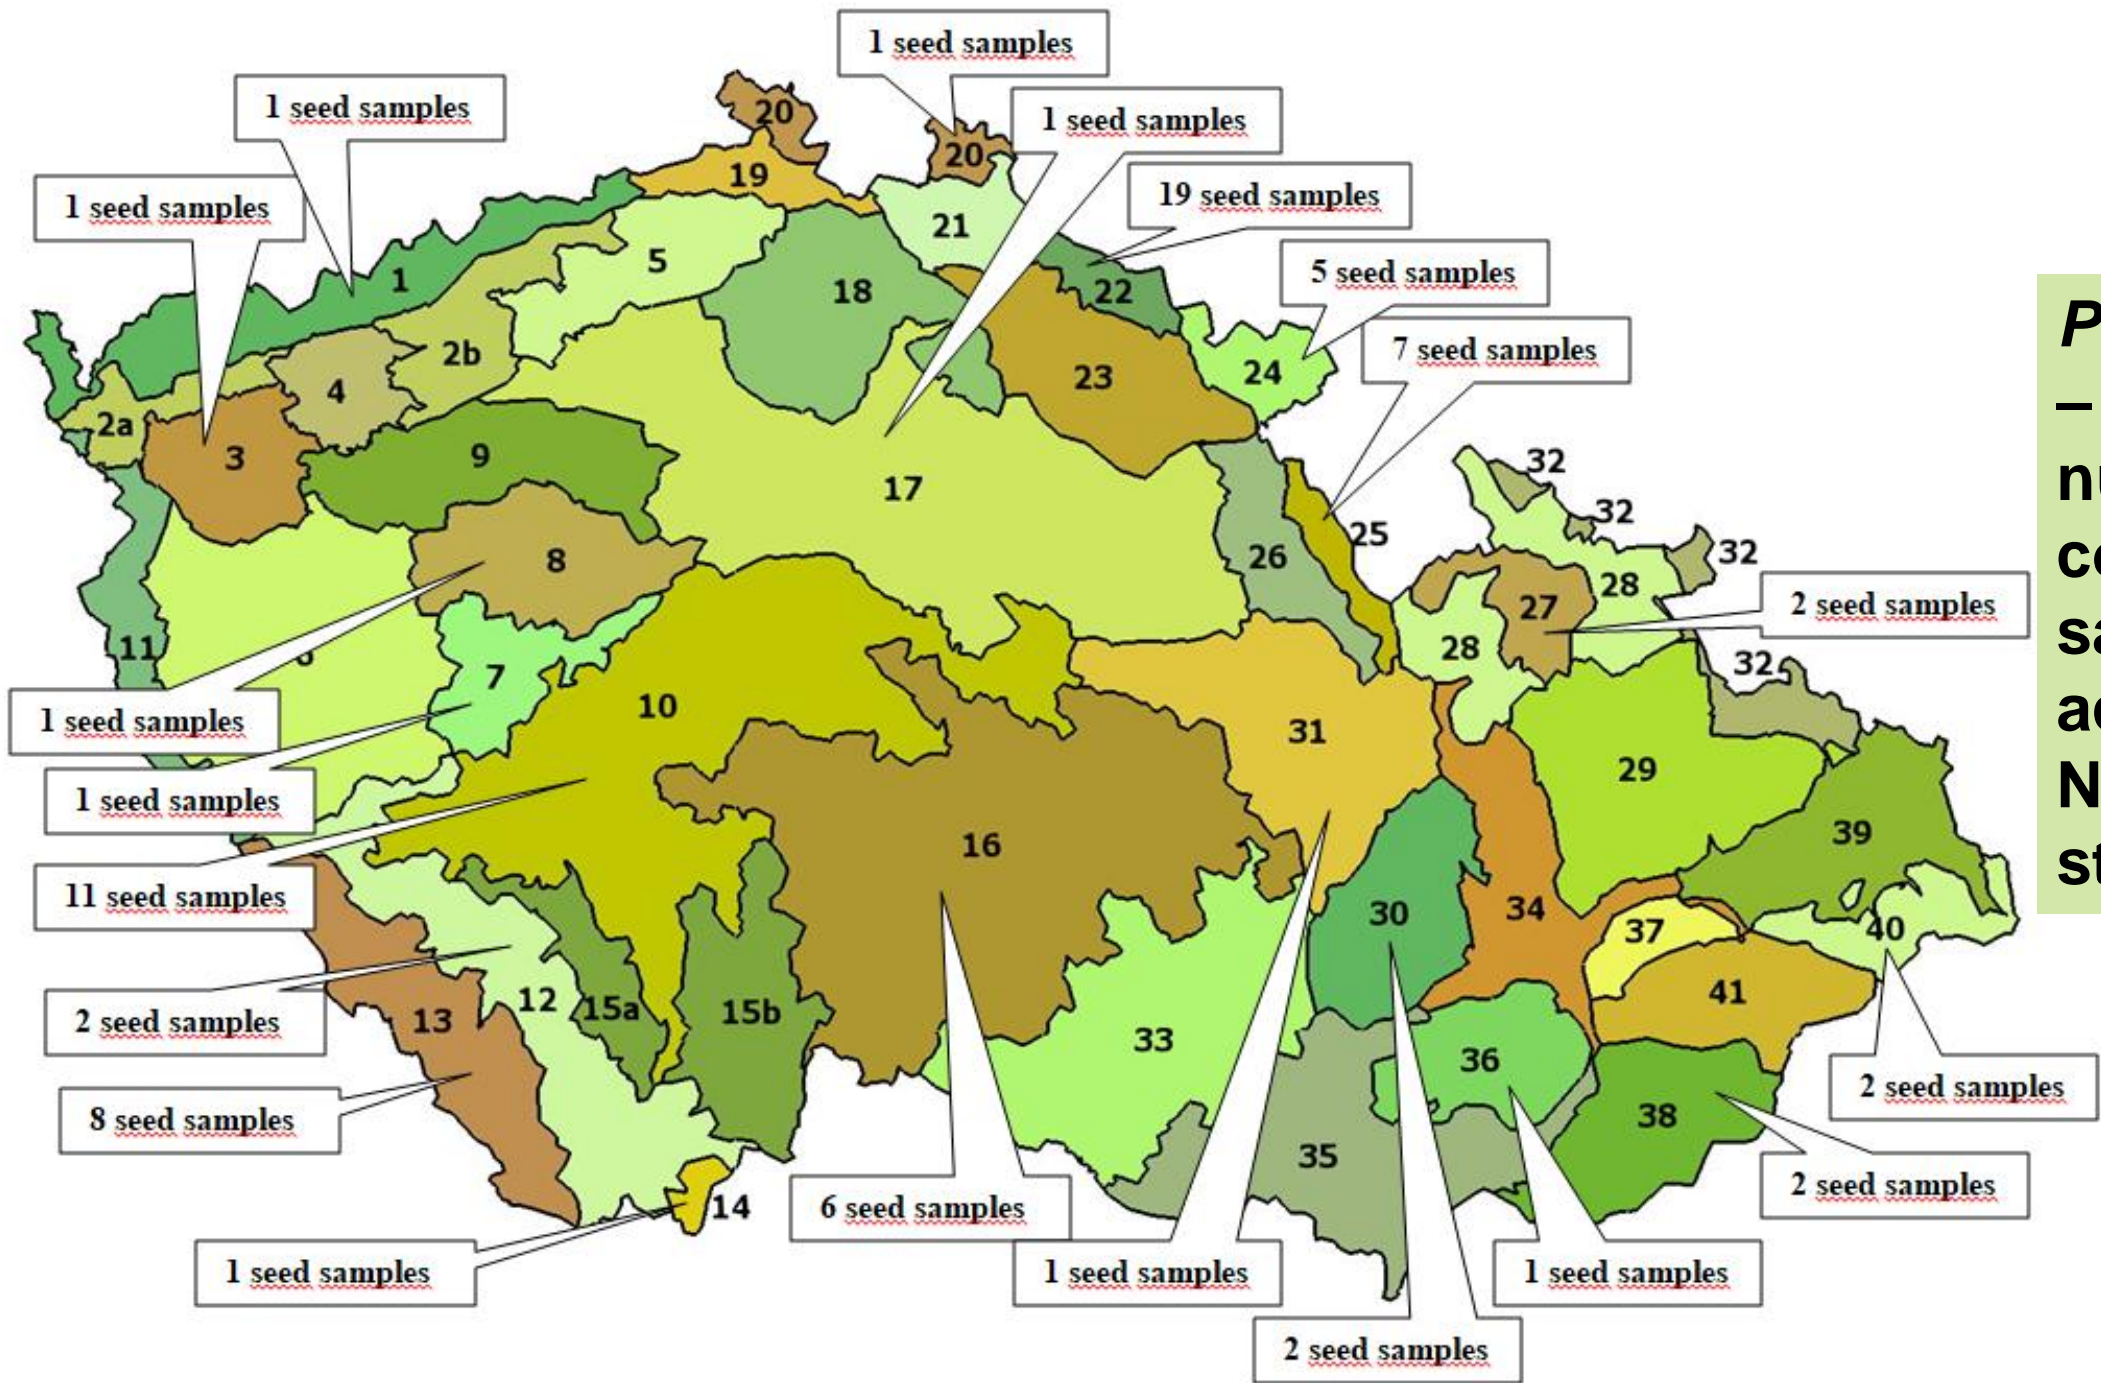 1 seed samples
1 seed samples
20
1 seed samples
20
19
19 seed samples
1 seed samples
21
5
1
18
5 seed samples
22
P
–
7 seed samples
2b
4
24
23
2a
3
9
32
nu
17
32
25
32
8
26
28
27
2 seed samples
11
28
7
32
10
1 seed samples
31
29
1 seed samples
39
16
11 seed samples
30
34
37
40
12
15a
15b
41
2 seed samples
13
33
36
2 seed samples
8 seed samples
38
35
2 seed samples
14
6 seed samples
1 seed samples
1 seed samples
1 seed samples
2 seed samples